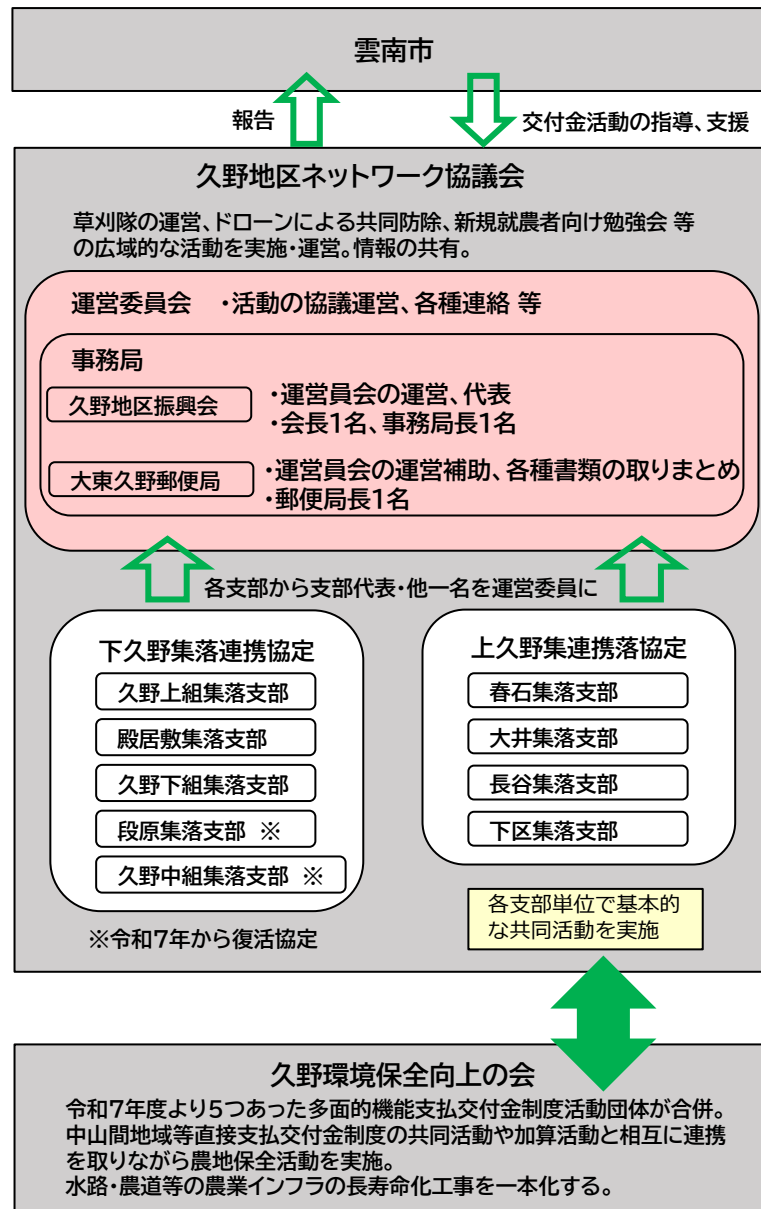 雲南市
報告
交付金活動の指導、支援
久野地区ネットワーク協議会
草刈隊の運営、ドローンによる共同防除、新規就農者向け勉強会 等
の広域的な活動を実施・運営。情報の共有。
運営委員会 ・活動の協議運営、各種連絡 等
事務局
久野地区振興会
・運営員会の運営、代表
・会長1名、事務局長1名
大東久野郵便局
・運営員会の運営補助、各種書類の取りまとめ
・郵便局長1名
各支部から支部代表・他一名を運営委員に
下久野集落連携協定
久野上組集落支部
殿居敷集落支部
久野下組集落支部
段原集落支部 ※
久野中組集落支部 ※
※令和7年から復活協定
上久野集連携落協定
春石集落支部
大井集落支部
長谷集落支部
下区集落支部
各支部単位で基本的
な共同活動を実施
久野環境保全向上の会
令和7年度より5つあった多面的機能支払交付金制度活動団体が合併。
中山間地域等直接支払交付金制度の共同活動や加算活動と相互に連携
を取りながら農地保全活動を実施。
水路・農道等の農業インフラの長寿命化工事を一本化する。